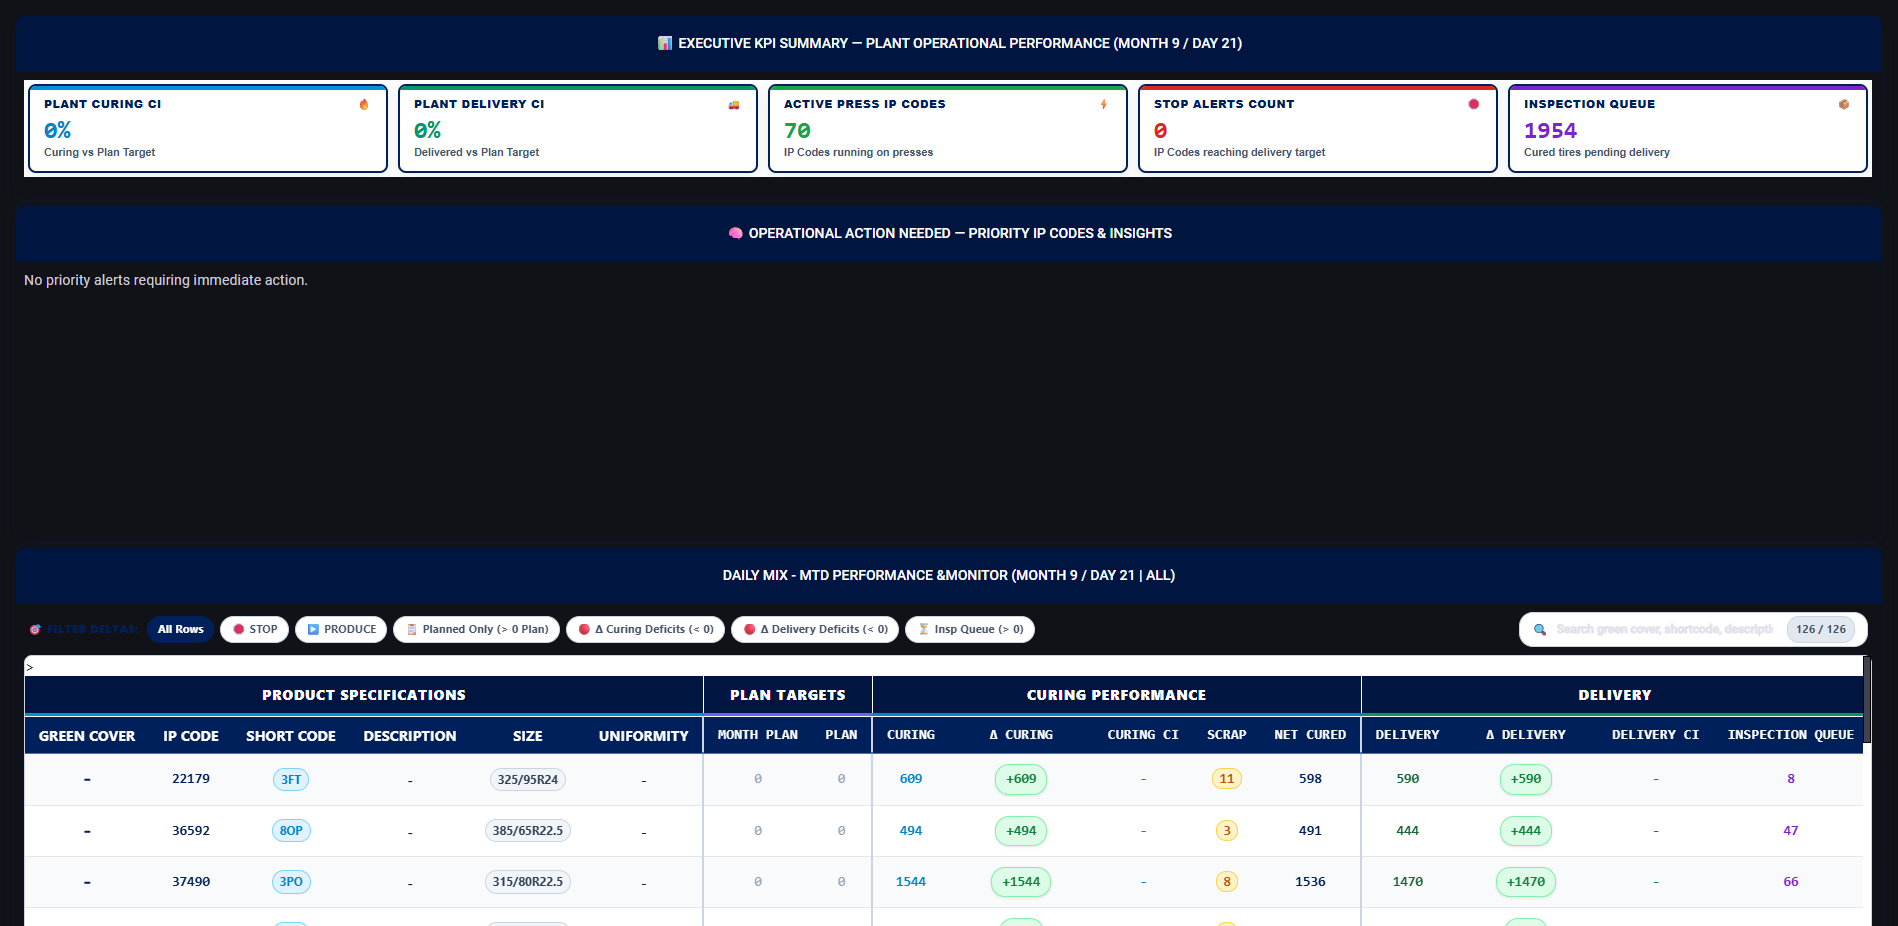 📊 EXECUTIVE KPI SUMMARY — PLANT OPERATIONAL PERFORMANCE (MONTH 9 / DAY 21)
PLANT CURING CI
0%
Curing vs Plan Target
PLANT DELIVERY CI
0%
Delivered vs Plan Target
ACTIVE PRESS IP CODES
70
IP Codes running on presses
STOP ALERTS COUNT
0
IP Codes reaching delivery target
INSPECTION QUEUE
1954
Cured tires pending delivery
🧠 OPERATIONAL ACTION NEEDED — PRIORITY IP CODES & INSIGHTS
No priority alerts requiring immediate action.
DAILY MIX - MTD PERFORMANCE &MONITOR (MONTH 9 / DAY 21 | ALL)
FILTER DELTAS: All Rows STOP PRODUCE Planned Only (> 0 Plan) Δ Curing Deficits (< 0) Δ Delivery Deficits (< 0) Insp Queue (> 0) Search green cover, shortcode, descripti 126 / 126
>
PRODUCT SPECIFICATIONS PLAN TARGETS CURING PERFORMANCE DELIVERY
GREEN COVER IP CODE SHORT CODE DESCRIPTION SIZE UNIFORMITY MONTH PLAN PLAN CURING Δ CURING CURING CI SCRAP NET CURED DELIVERY Δ DELIVERY DELIVERY CI INSPECTION QUEUE
- 22179 3FT - 325/95R24 - 0 0 609 +609 - 11 598 590 +590 - 8
- 36592 8OP - 385/65R22.5 - 0 0 494 +494 - 3 491 444 +444 - 47
- 37490 3PO - 315/80R22.5 - 0 0 1544 +1544 - 8 1536 1470 +1470 - 66